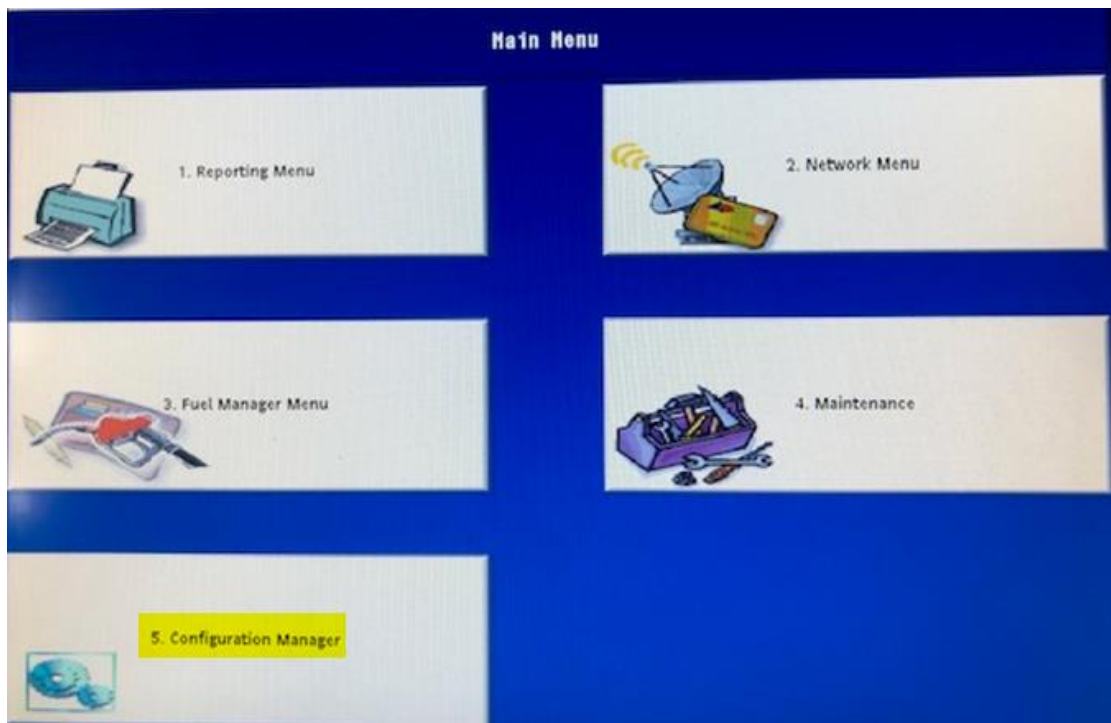 Main Menu
1. Reporting Menu
2. Network Menu
3. Fuel Manager Menu
4. Maintenance
5. Configuration Manager